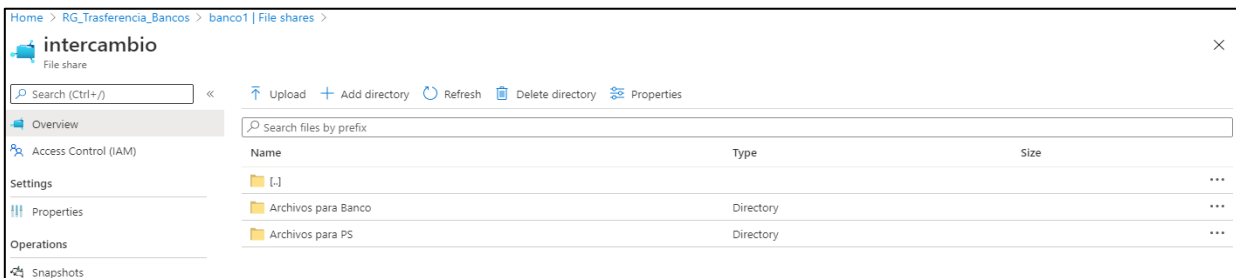 Home > RG_Trasferencia_Bancos > banco1 | File shares >
intercambio
File share
Search (Ctrl+/)
«
Upload Add directory Refresh Delete directory Properties
Overview
Search files by prefix
Access Control (IAM)
Name Type Size
Settings
[..]
Properties
Archivos para Banco Directory
Archivos para PS Directory
Operations
Snapshots